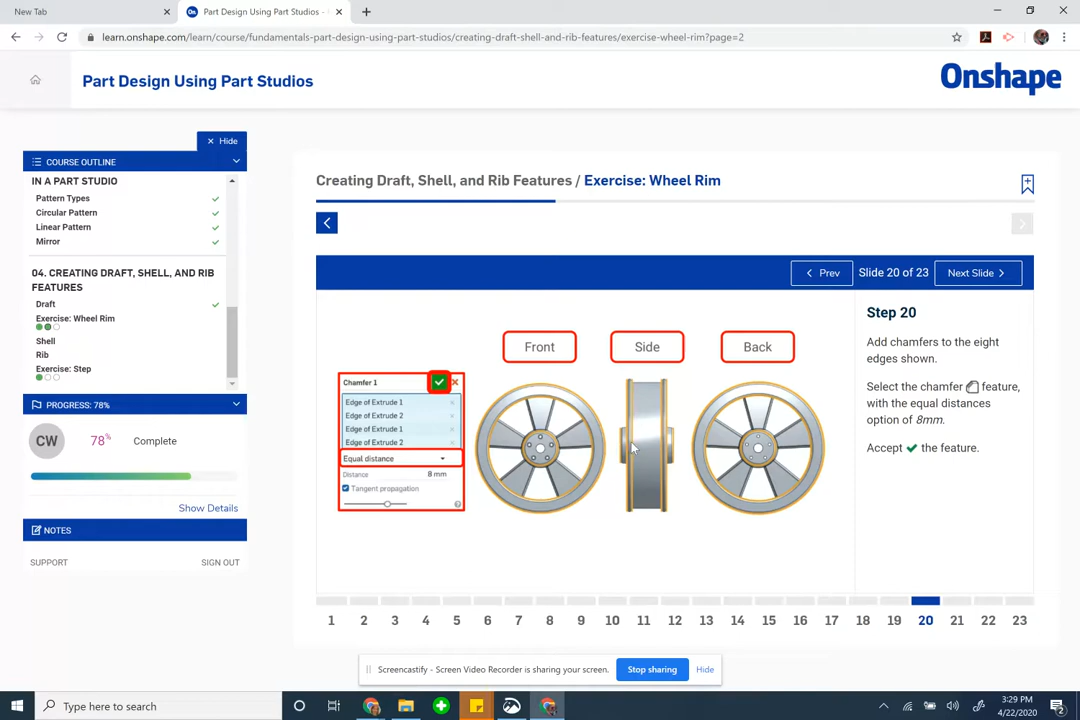 New Tab
Part Design Using Part Studios -
learn.onshape.com/learn/course/fundamentals-part-design-using-part-studios/creating-draft-shell-and-rib-features/exercise-wheel-rim?page=2
Part Design Using Part Studios
Onshape
Hide
COURSE OUTLINE
IN A PART STUDIO
Pattern Types
Circular Pattern
Linear Pattern
Mirror
04. CREATING DRAFT, SHELL, AND RIB
FEATURES
Draft
Exercise: Wheel Rim
Shell
Rib
Exercise: Step
PROGRESS: 78%
CW
78%
Complete
Show Details
NOTES
SUPPORT
SIGN OUT
Creating Draft, Shell, and Rib Features / Exercise: Wheel Rim
Prev
Slide 20 of 23
Next Slide
Front
Side
Back
Chamfer 1
Edge of Extrude 1
Edge of Extrude 2
Edge of Extrude 1
Edge of Extrude 2
Equal distance
Distance
8 mm
Tangent propagation
Step 20
Add chamfers to the eight
edges shown.
Select the chamfer feature,
with the equal distances
option of 8mm.
Accept the feature.
1 2 3 4 5 6 7 8 9 10 11 12 13 14 15 16 17 18 19 20 21 22 23
Screencastify - Screen Video Recorder is sharing your screen.
Stop sharing
Hide
Type here to search
3:29 PM
4/22/2020
2